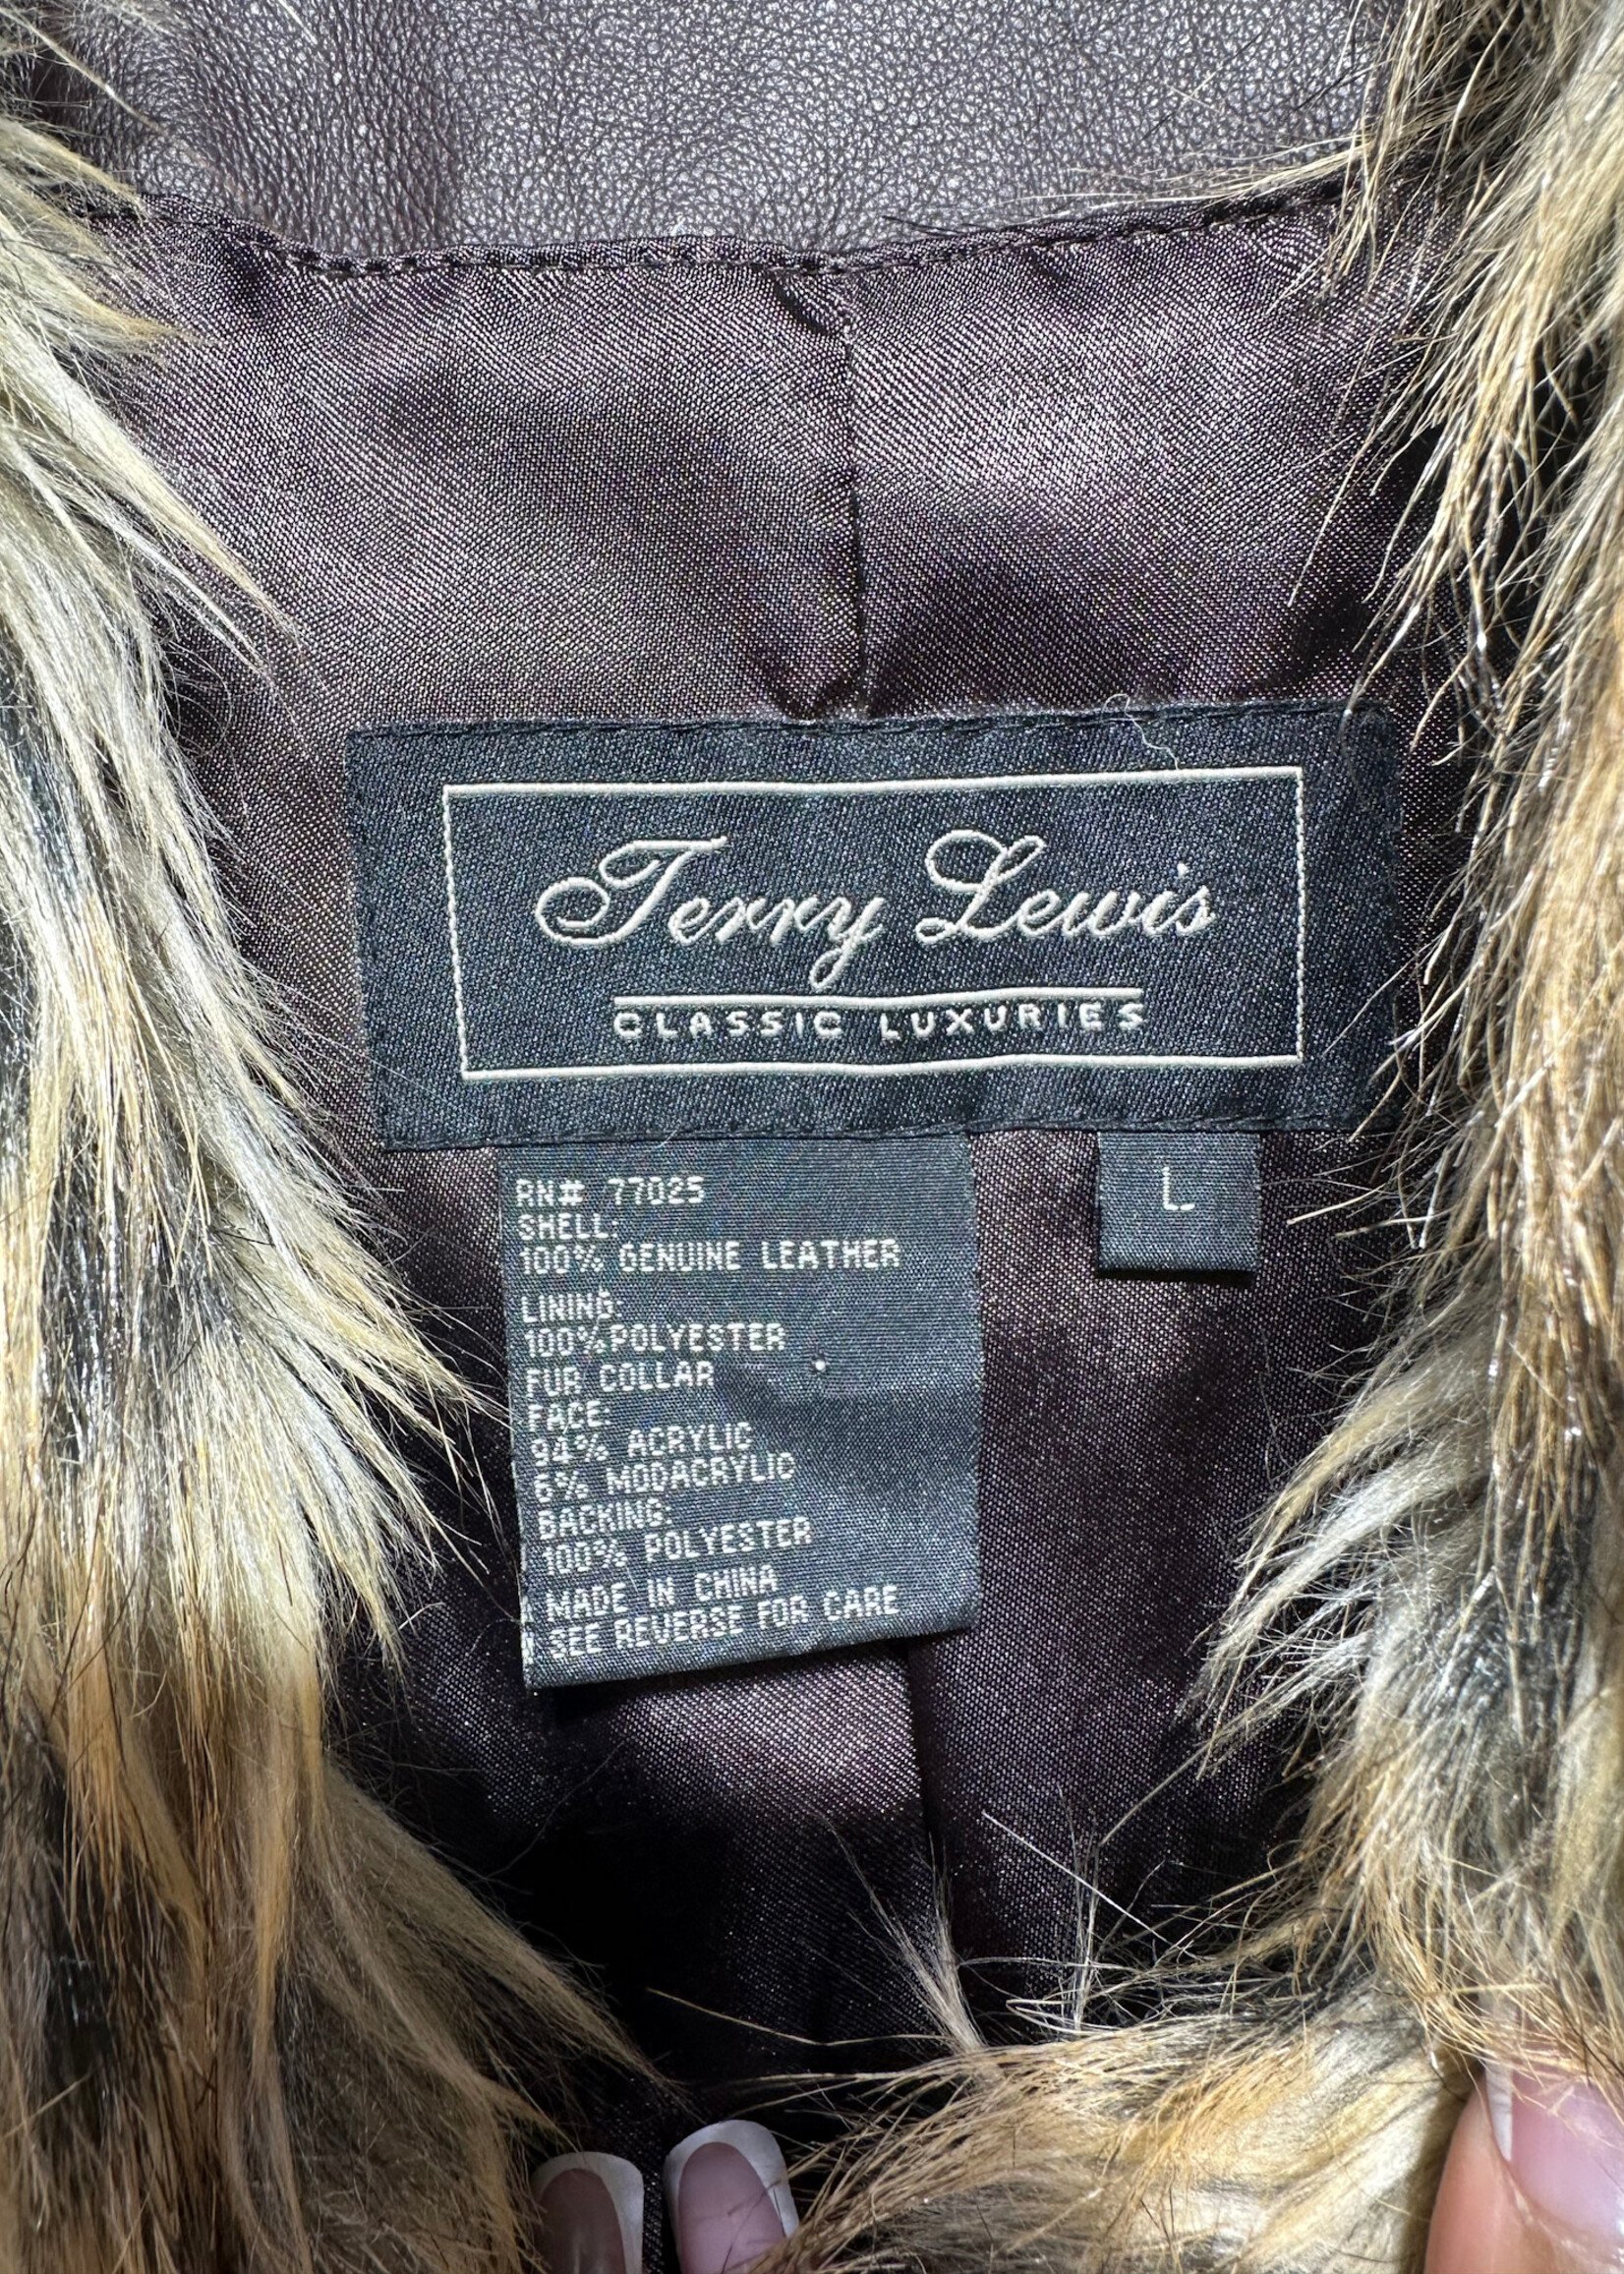 Terry Lewis
CLASSIC LUXURIES
L
RN# 77025
SHELL:
100% GENUINE LEATHER
LINING:
100% POLYESTER
FUR COLLAR
FACE:
94% ACRYLIC
6% MODACRYLIC
BACKING:
100% POLYESTER
MADE IN CHINA
SEE REVERSE FOR CARE